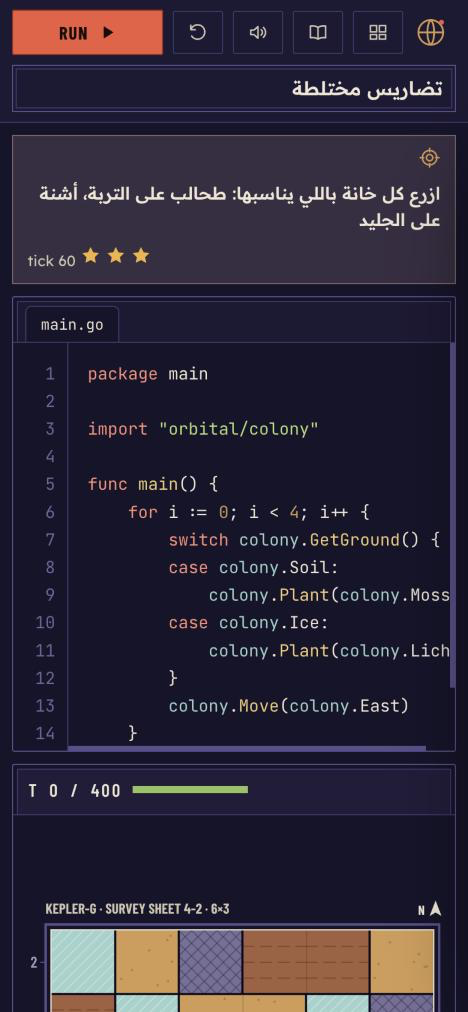 RUN
تضاريس مختلطة
ازرع كل خانة باللي يناسبها: طحالب على التربة، أشنة
على الجليد
tick 60
main.go
1 package main
2
3 import "orbital/colony"
4
5 func main() {
6 for i := 0; i < 4; i++ {
7 switch colony.GetGround() {
8 case colony.Soil:
9 colony.Plant(colony.Moss
10 case colony.Ice:
11 colony.Plant(colony.Lich
12 }
13 colony.Move(colony.East)
14 }
T 0 / 400
KEPLER-G · SURVEY SHEET 4-2 · 6×3
N
2